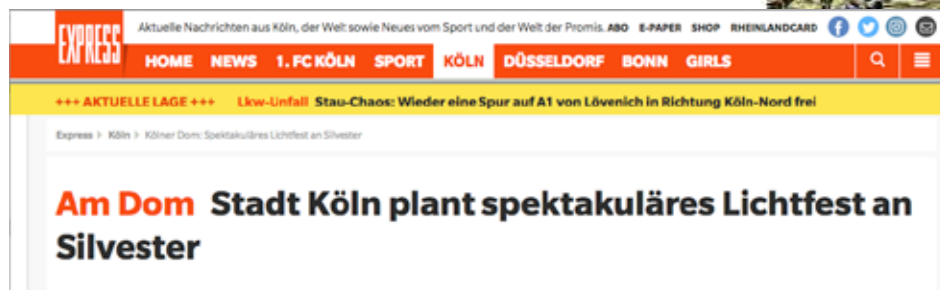 EXPRESS
Aktuelle Nachrichten aus Köln, der Welt sowie Neues vom Sport und der Welt der Promis. ABO E-PAPER SHOP RHEINLANDCARD
HOME NEWS 1. FC KÖLN SPORT KÖLN DÜSSELDORF BONN GIRLS
+++ AKTUELLE LAGE +++ Lkw-Unfall Stau-Chaos: Wieder eine Spur auf A1 von Lövenich in Richtung Köln-Nord frei
Express > Köln > Kölner Dom: Spektakuläres Lichtfest an Silvester
Am Dom Stadt Köln plant spektakuläres Lichtfest an
Silvester